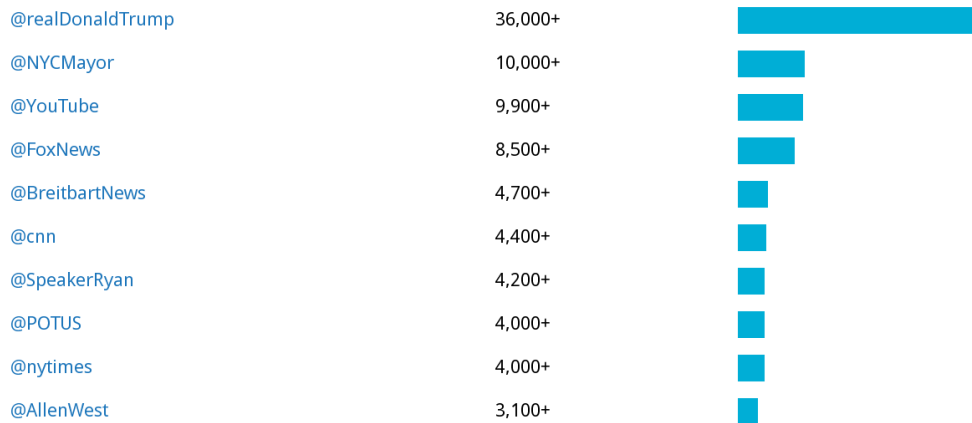 @realDonaldTrump 36,000+
@NYCMayor 10,000+
@YouTube 9,900+
@FoxNews 8,500+
@BreitbartNews 4,700+
@cnn 4,400+
@SpeakerRyan 4,200+
@POTUS 4,000+
@nytimes 4,000+
@AllenWest 3,100+